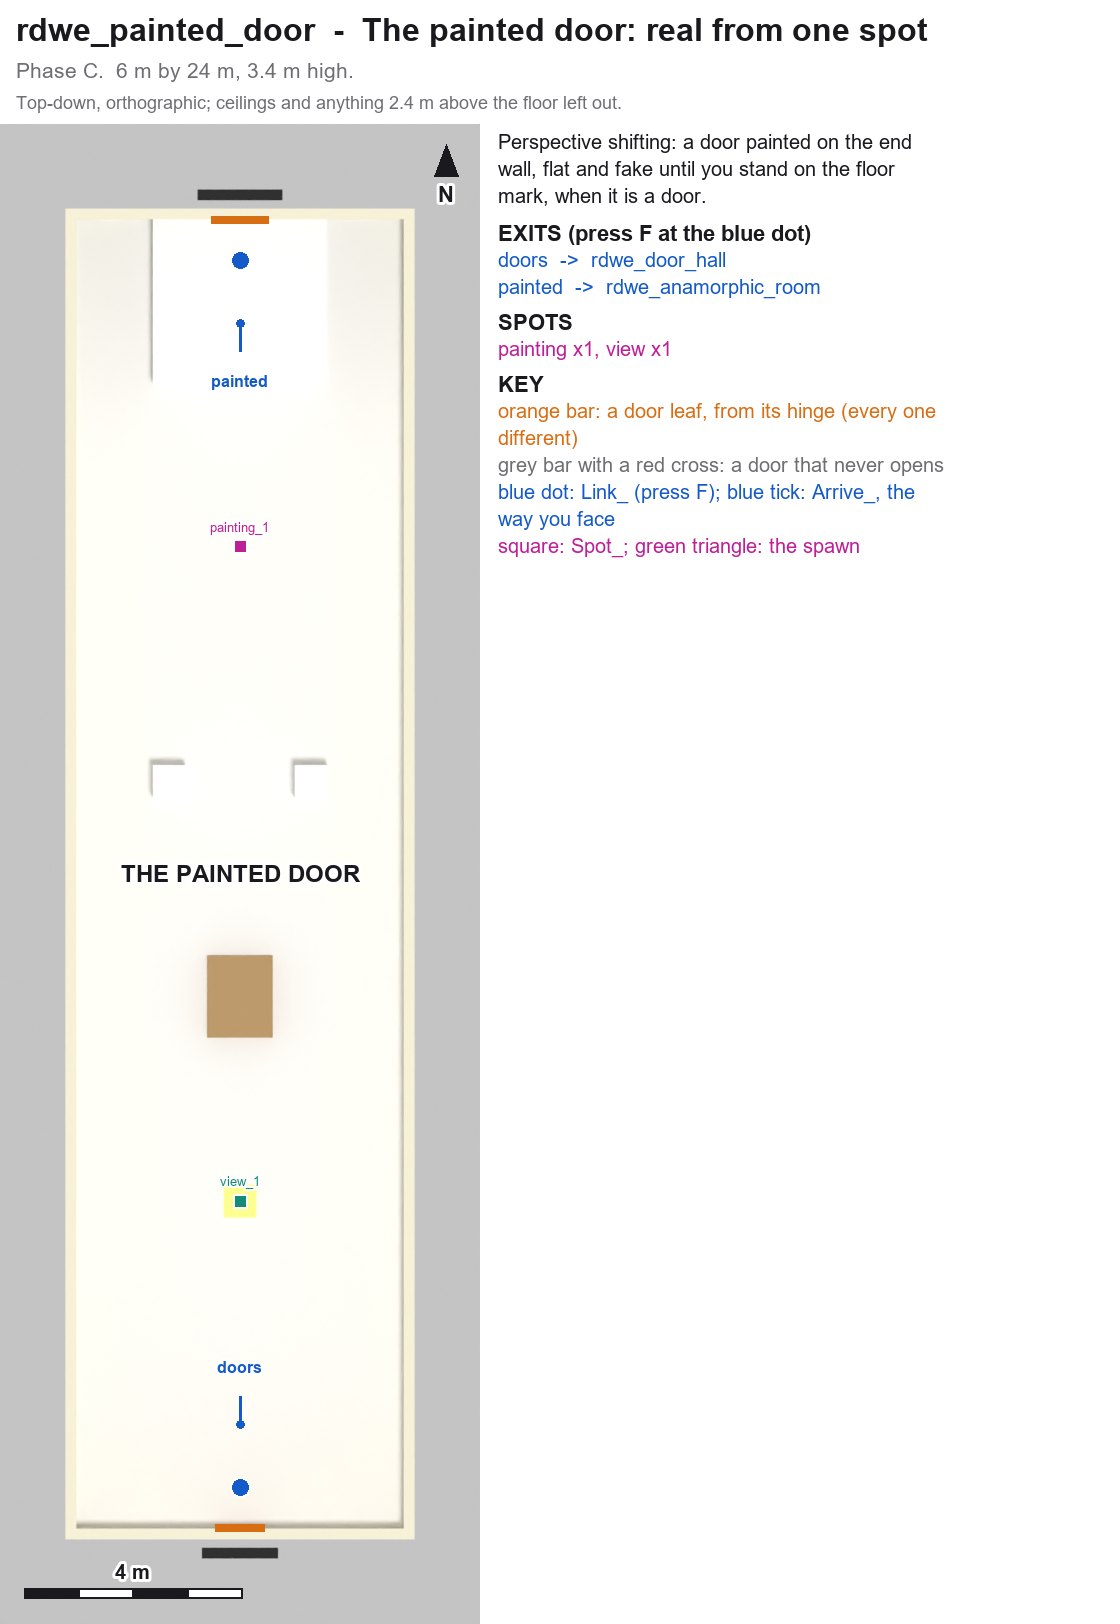 rdwe_painted_door  -  The painted door: real from one spot
Phase C.  6 m by 24 m, 3.4 m high.
Top-down, orthographic; ceilings and anything 2.4 m above the floor left out.
N
painted
painting_1
THE PAINTED DOOR
view_1
doors
4 m
Perspective shifting: a door painted on the end
wall, flat and fake until you stand on the floor
mark, when it is a door.
EXITS (press F at the blue dot)
doors  ->  rdwe_door_hall
painted  ->  rdwe_anamorphic_room
SPOTS
painting x1, view x1
KEY
orange bar: a door leaf, from its hinge (every one
different)
grey bar with a red cross: a door that never opens
blue dot: Link_ (press F); blue tick: Arrive_, the
way you face
square: Spot_; green triangle: the spawn